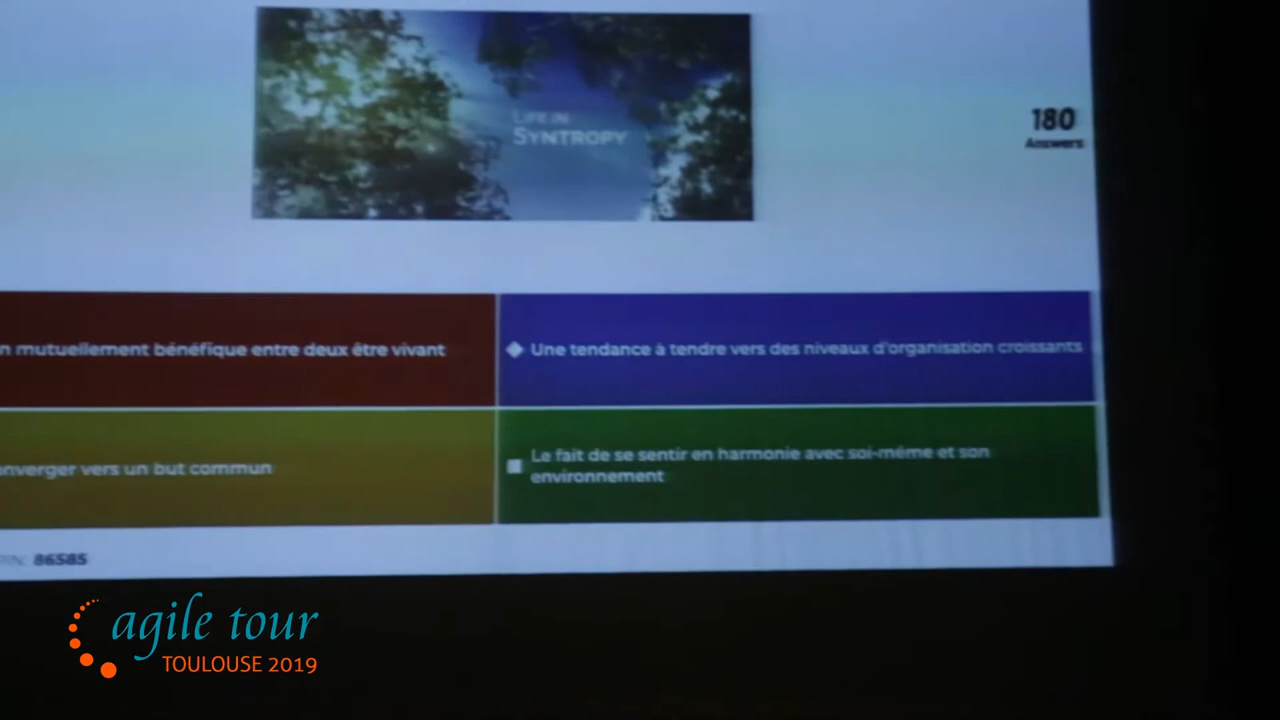 LIFE IN
SYNTROPY
180
Answers
mutuellement bénéfique entre deux être vivant
Une tendance à tendre vers des niveaux d'organisation croissants
vers un but commun
Le fait de se sentir en harmonie avec soi-même et son
environnement
PIN: 86585
agile tour
TOULOUSE 2019